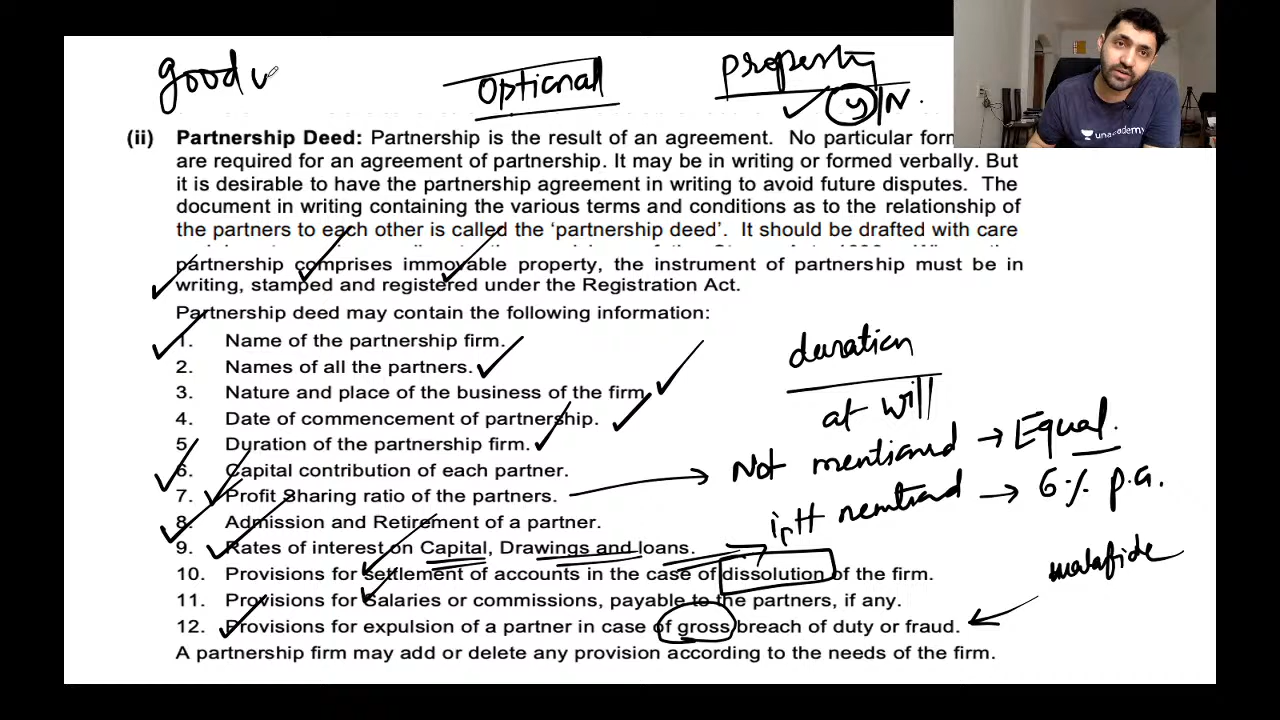 good
optional
property
Y|N.
unacademy
(ii) Partnership Deed: Partnership is the result of an agreement. No particular
are required for an agreement of partnership. It may be in writing or formed verbally. But
it is desirable to have the partnership agreement in writing to avoid future disputes. The
document in writing containing the various terms and conditions as to the relationship of
the partners to each other is called the ‘partnership deed’. It should be drafted with care
partnership comprises immovable property, the instrument of partnership must be in
writing, stamped and registered under the Registration Act.
Partnership deed may contain the following information:
1. Name of the partnership firm.
2. Names of all the partners.
3. Nature and place of the business of the firm
4. Date of commencement of partnership.
5 Duration of the partnership firm.
6. Capital contribution of each partner.
7. Profit Sharing ratio of the partners.
8. Admission and Retirement of a partner.
9. Rates of interest on Capital, Drawings and loans.
10. Provisions for settlement of accounts in the case of dissolution of the firm.
11. Provisions for Salaries or commissions, payable to the partners, if any.
12. Provisions for expulsion of a partner in case of gross breach of duty or fraud.
A partnership firm may add or delete any provision according to the needs of the firm.
duration
at will
Not mentioned → Equal.
→ 6% p.a.
malafide